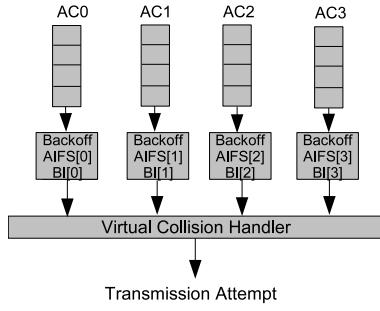 AC0 AC1 AC2 AC3
Backoff Backoff Backoff Backoff
AIFS[0] AIFS[1] AIFS[2] AIFS[3]
BI[0] BI[1] BI[2] BI[3]
Virtual Collision Handler
Transmission Attempt